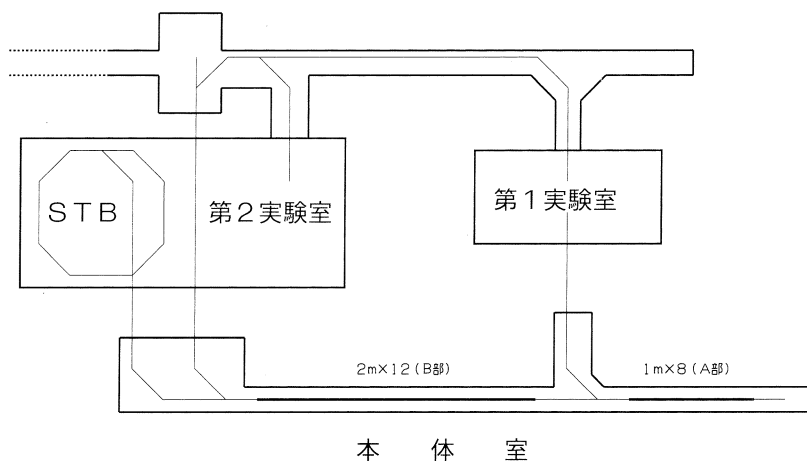 STB
第2実験室
第1実験室
2m×12(B部)
1m×8(A部)
本体室